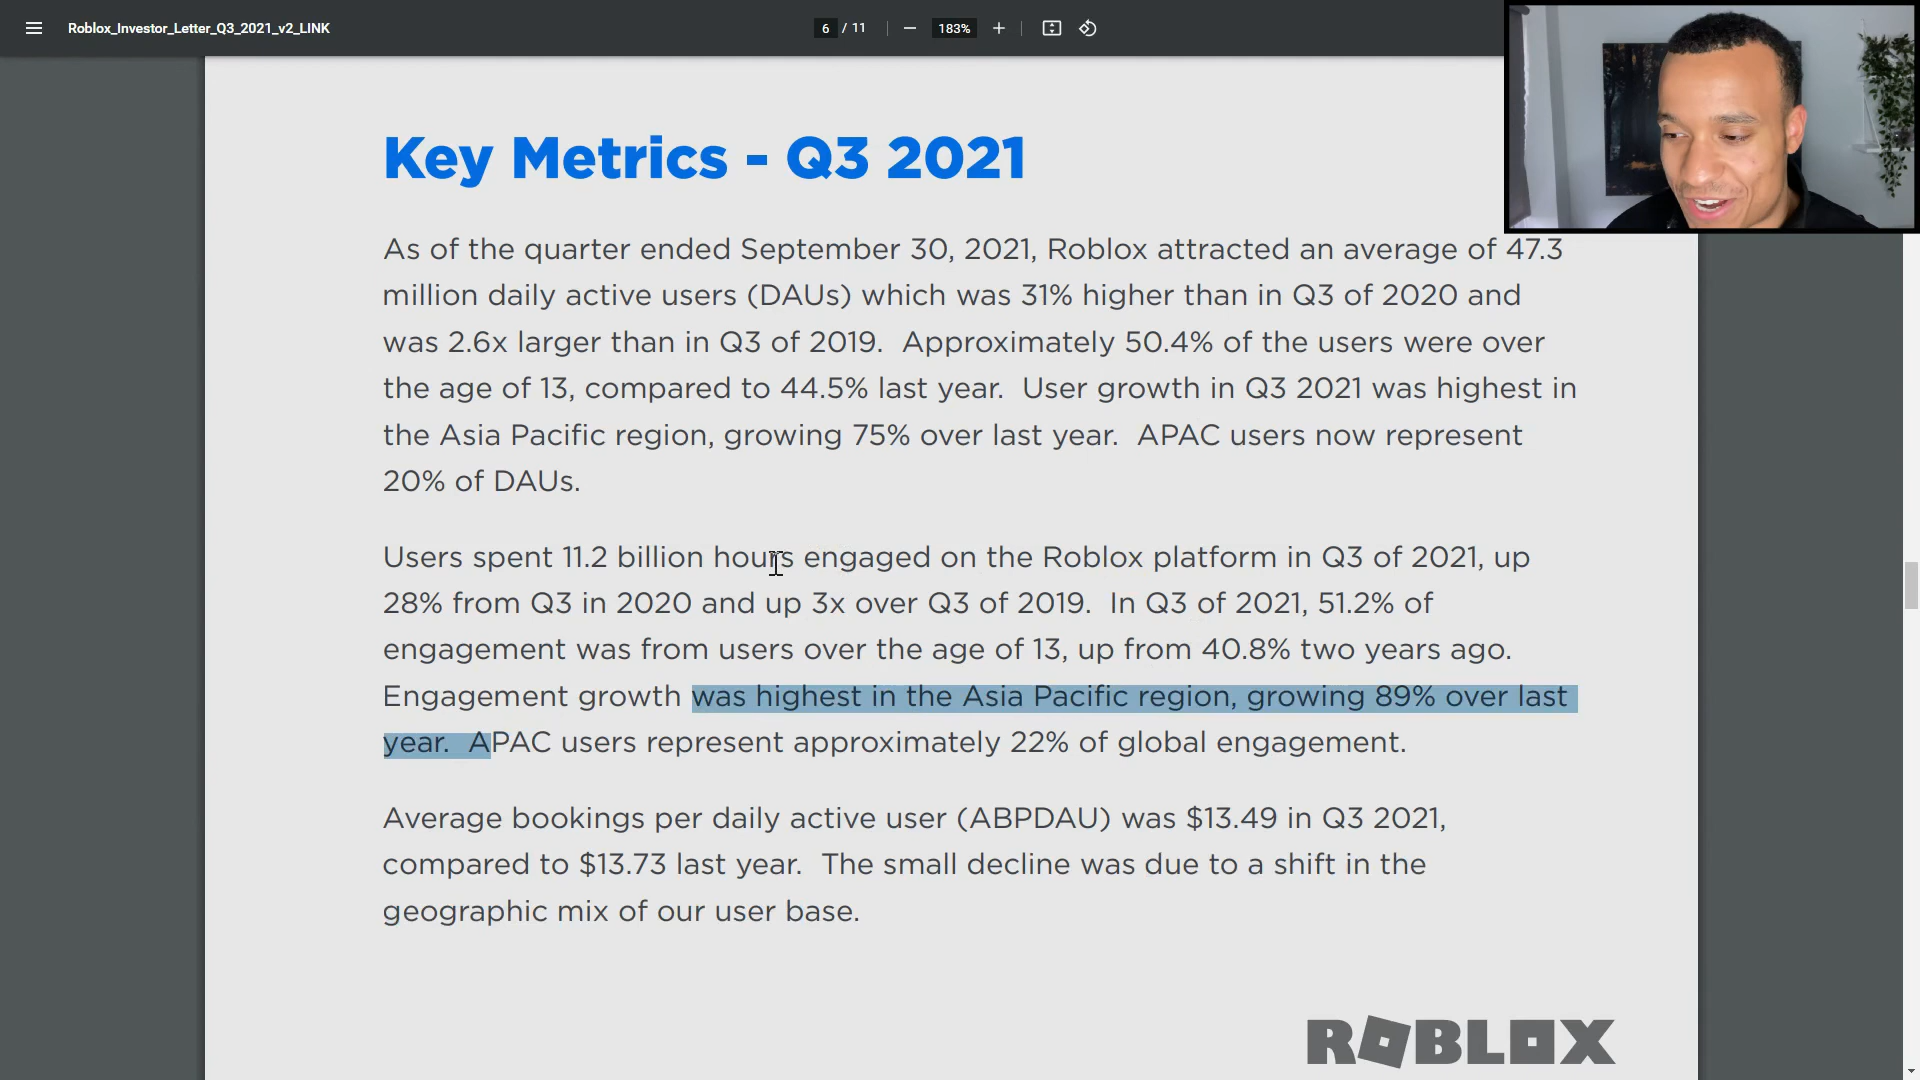 Roblox_Investor_Letter_Q3_2021_v2_LINK
6 / 11
183%
Key Metrics - Q3 2021
As of the quarter ended September 30, 2021, Roblox attracted an average of 47.3
million daily active users (DAUs) which was 31% higher than in Q3 of 2020 and
was 2.6x larger than in Q3 of 2019.  Approximately 50.4% of the users were over
the age of 13, compared to 44.5% last year.  User growth in Q3 2021 was highest in
the Asia Pacific region, growing 75% over last year.  APAC users now represent
20% of DAUs.
Users spent 11.2 billion hours engaged on the Roblox platform in Q3 of 2021, up
28% from Q3 in 2020 and up 3x over Q3 of 2019.  In Q3 of 2021, 51.2% of
engagement was from users over the age of 13, up from 40.8% two years ago.
Engagement growth was highest in the Asia Pacific region, growing 89% over last
year.  APAC users represent approximately 22% of global engagement.
Average bookings per daily active user (ABPDAU) was $13.49 in Q3 2021,
compared to $13.73 last year.  The small decline was due to a shift in the
geographic mix of our user base.
ROBLOX